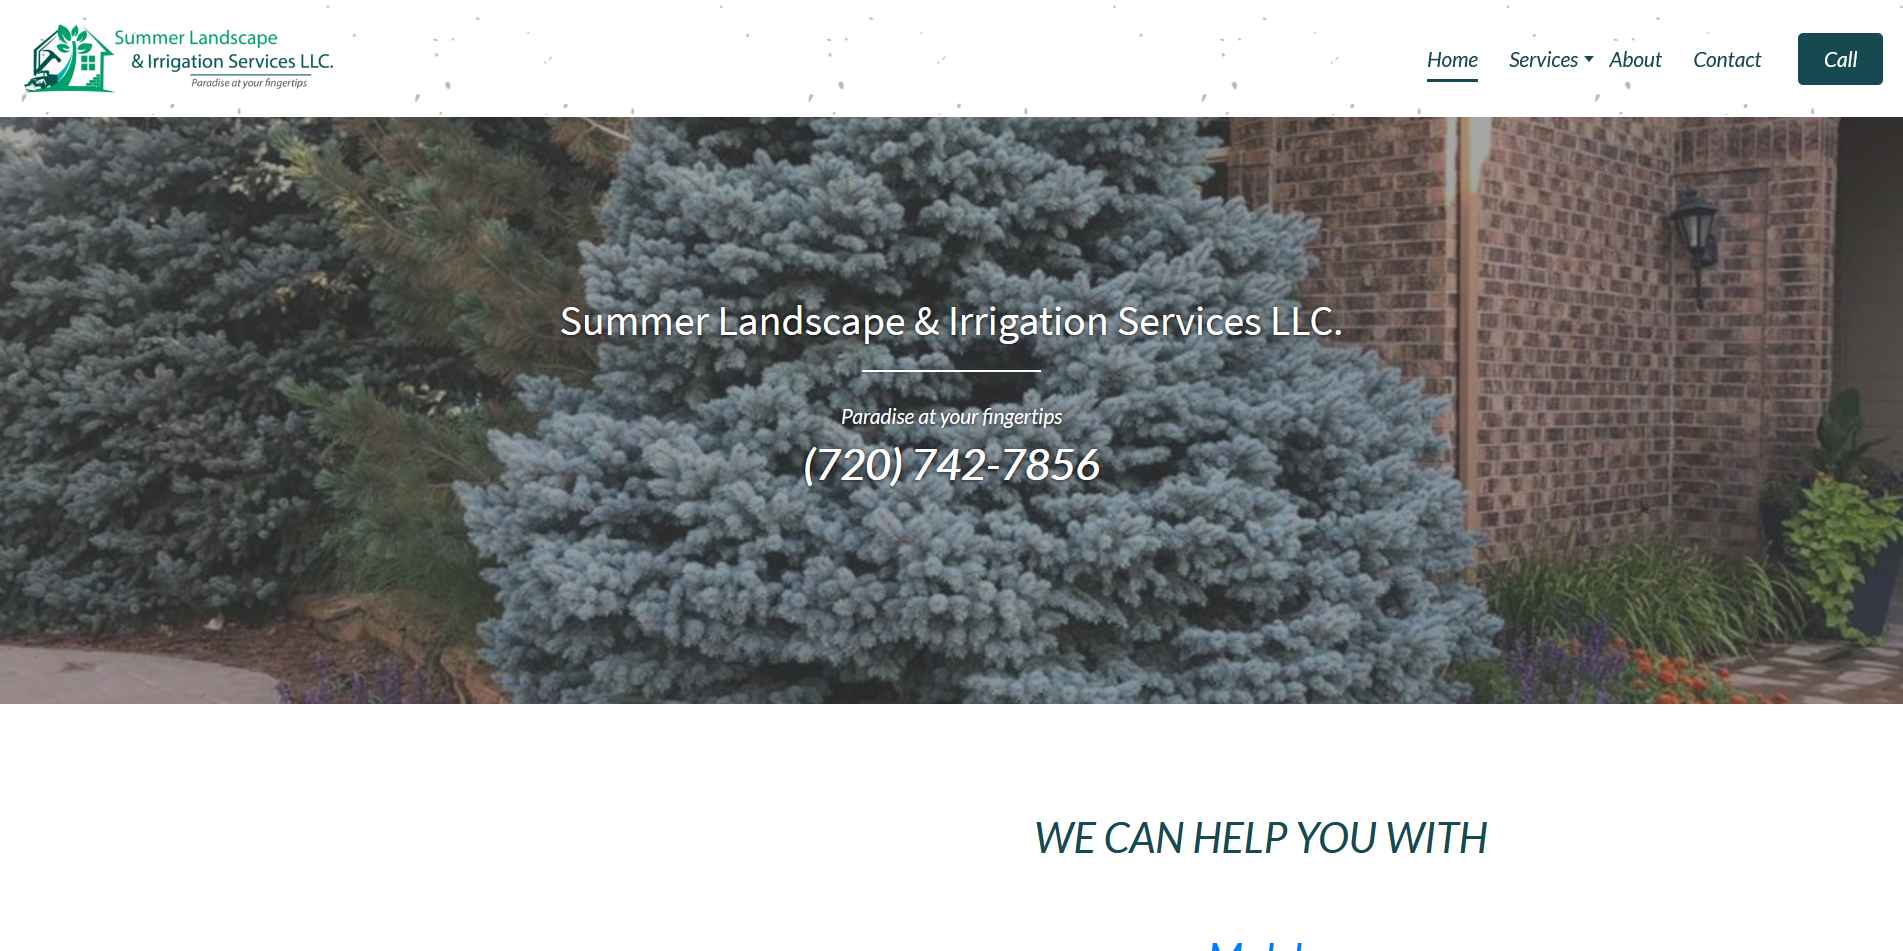 Summer Landscape
& Irrigation Services LLC.
Paradise at your fingertips
Home
Services
About
Contact
Call
Summer Landscape & Irrigation Services LLC.
Paradise at your fingertips
(720) 742-7856
WE CAN HELP YOU WITH